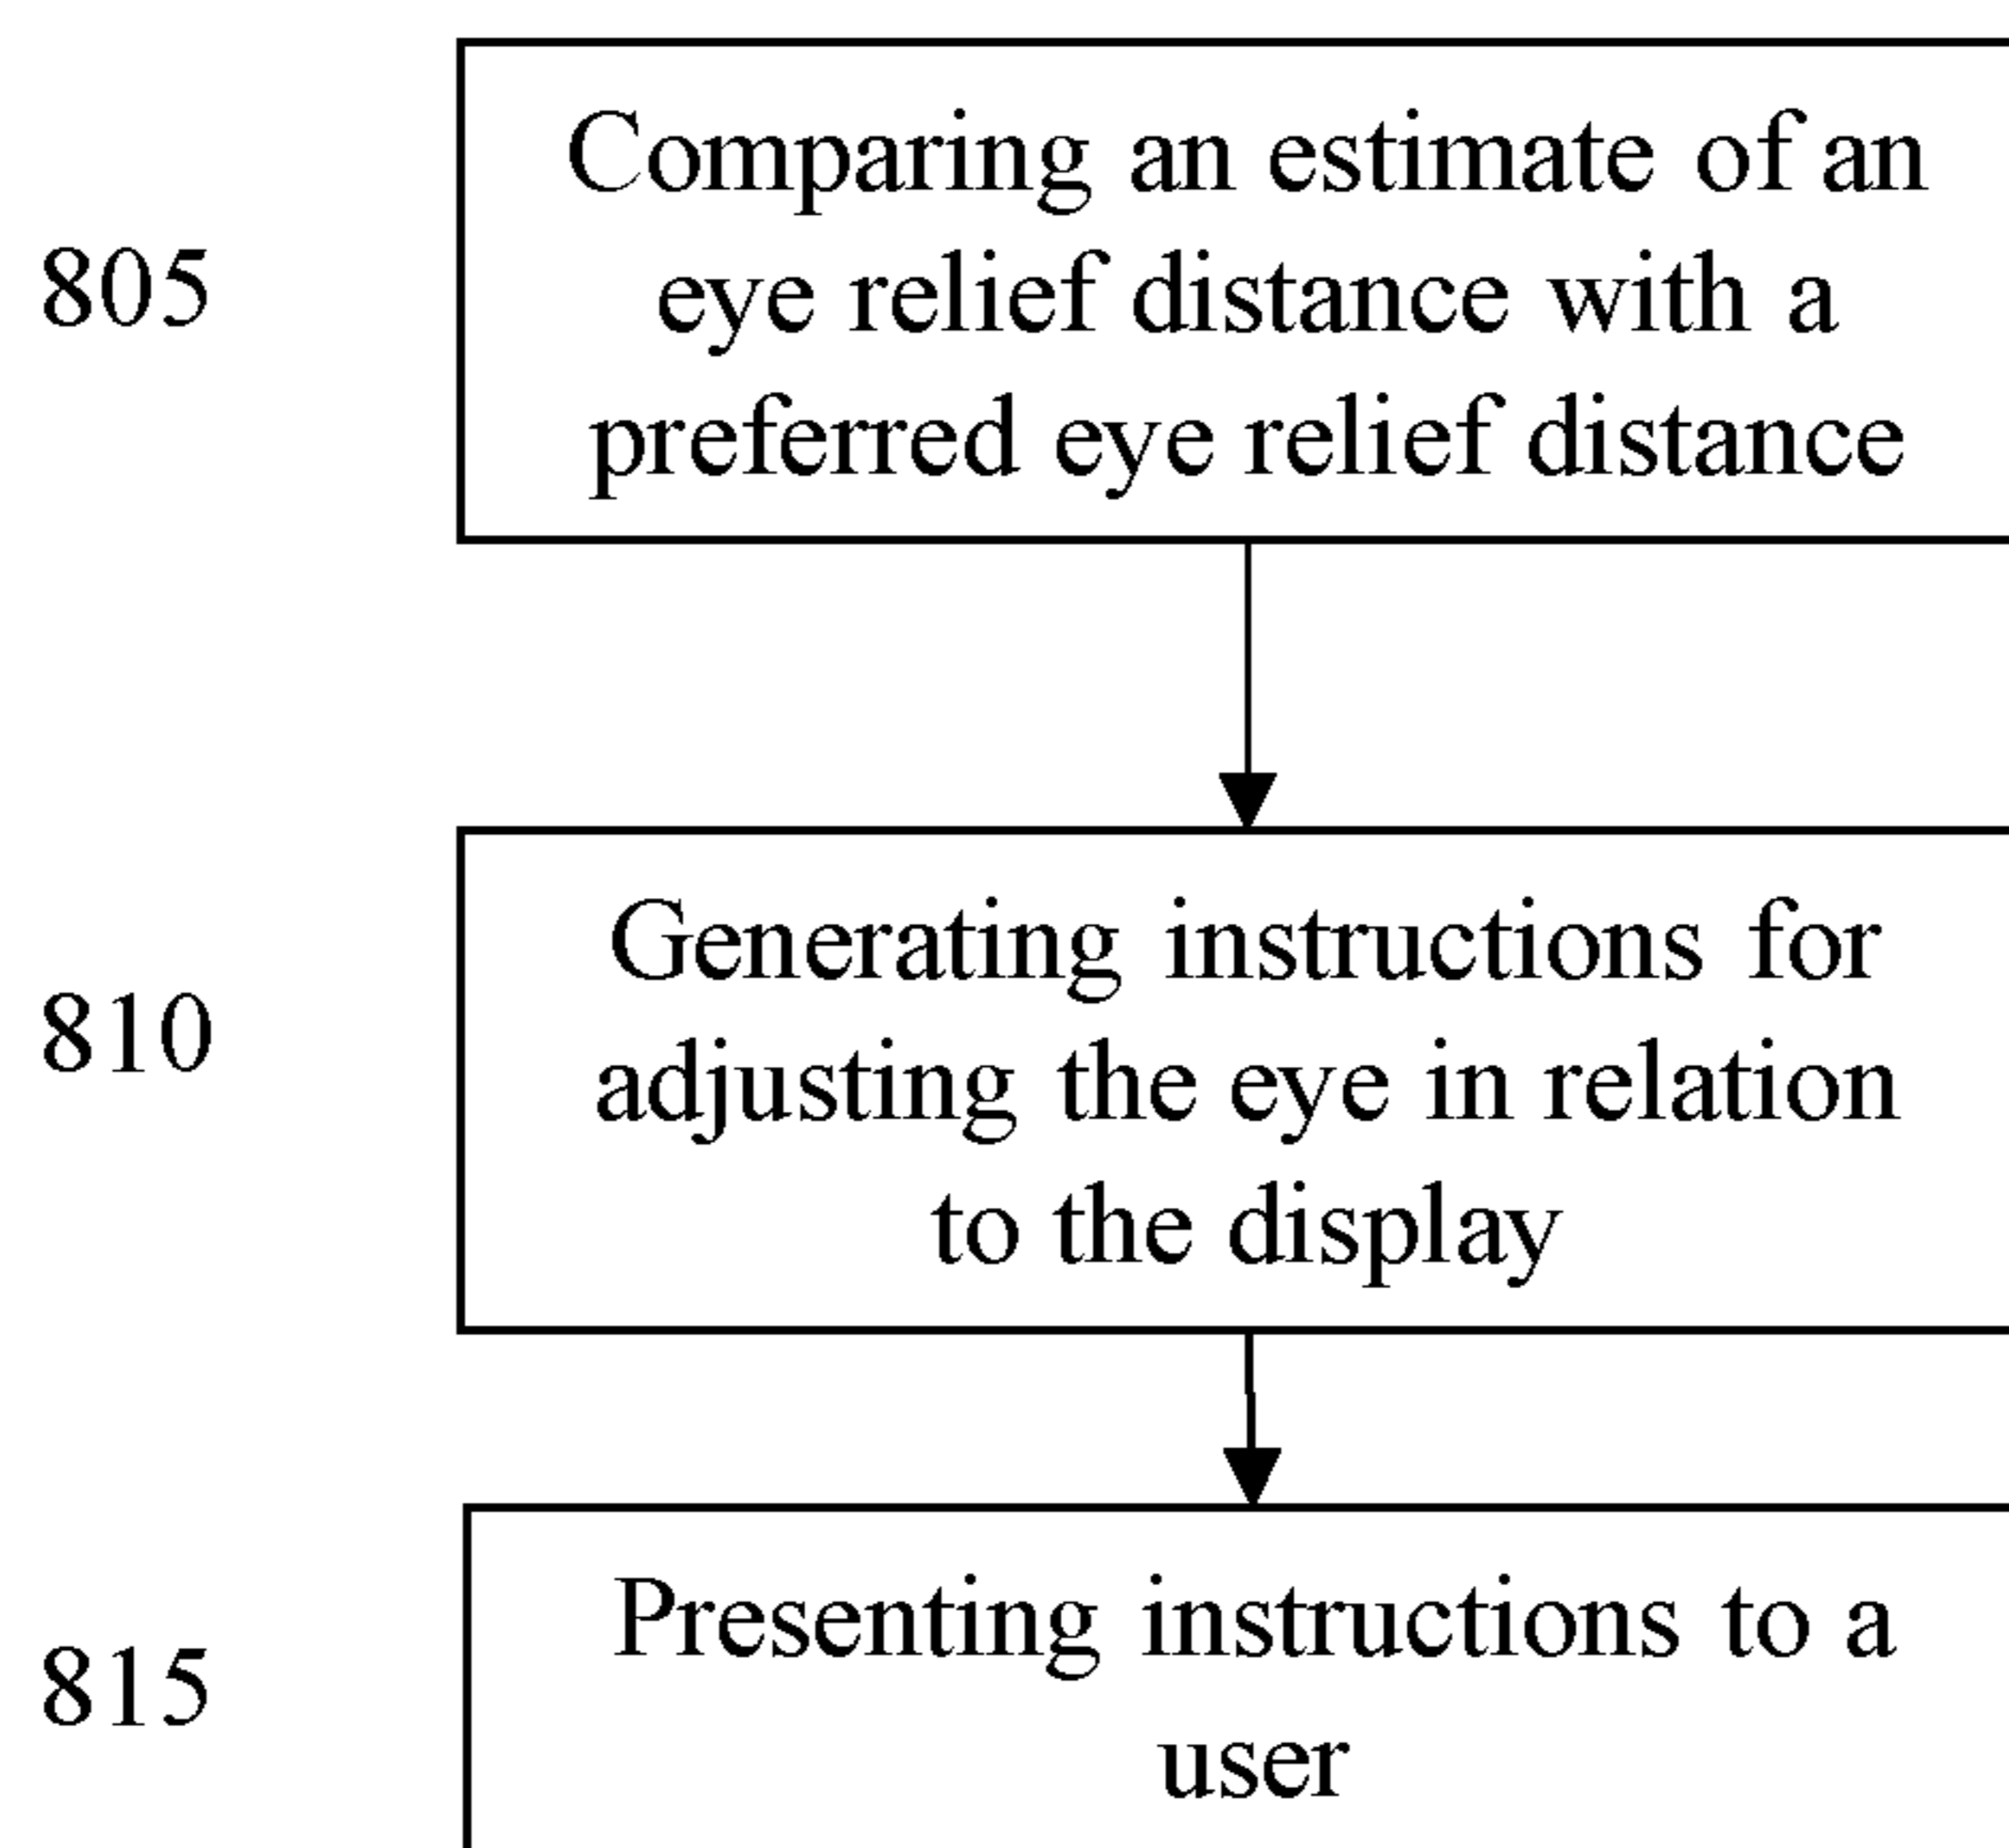 805
Comparing an estimate of an
eye relief distance with a
preferred eye relief distance
810
Generating instructions for
adjusting the eye in relation
to the display
815
Presenting instructions to a
user